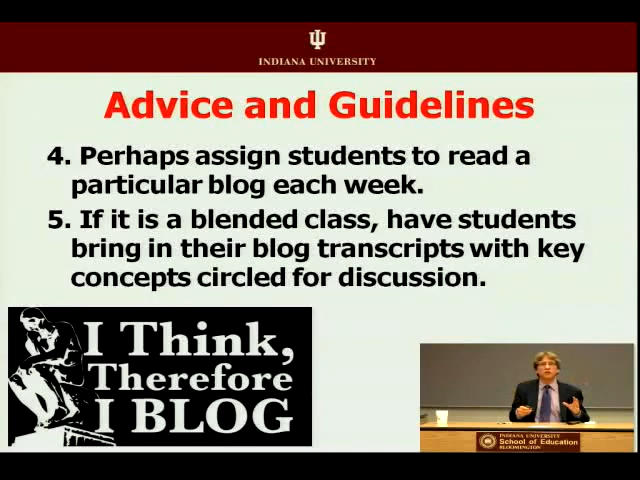 INDIANA UNIVERSITY
Advice and Guidelines
4. Perhaps assign students to read a
particular blog each week.
5. If it is a blended class, have students
bring in their blog transcripts with key
concepts circled for discussion.
I Think,
Therefore
I BLOG
INDIANA UNIVERSITY
School of Education
BLOOMINGTON